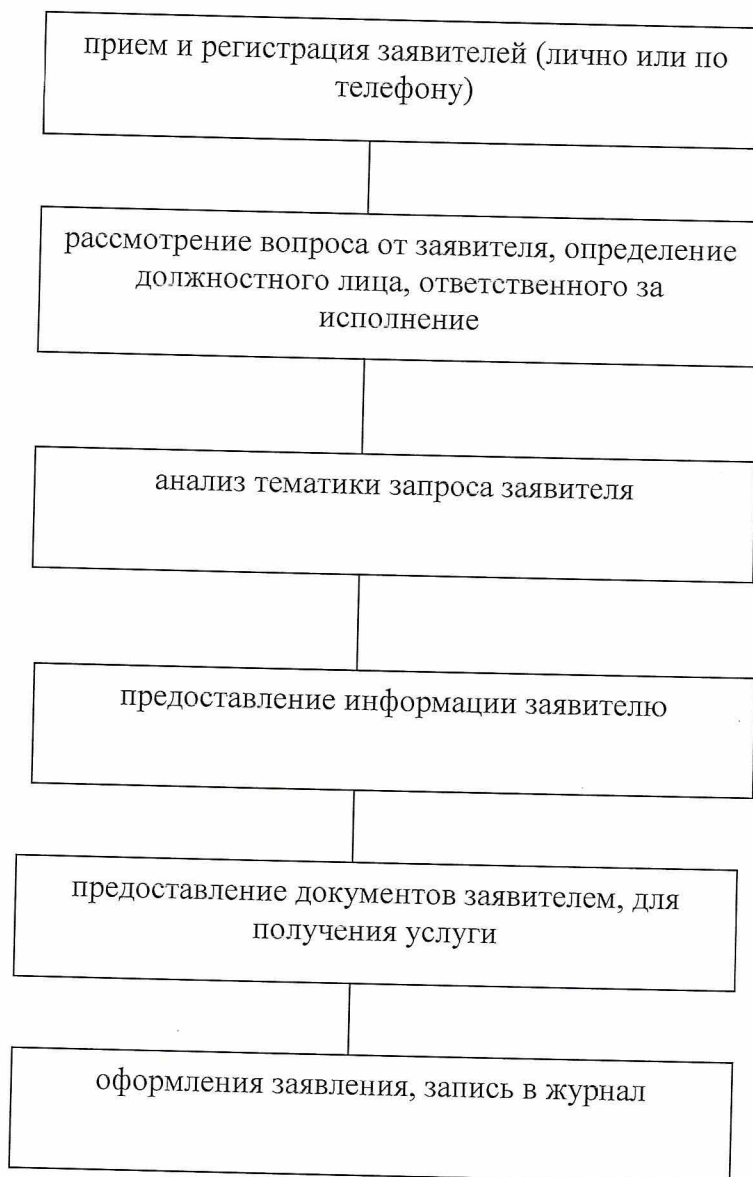 прием и регистрация заявителей (лично или по
телефону)
рассмотрение вопроса от заявителя, определение
должностного лица, ответственного за
исполнение
анализ тематики запроса заявителя
предоставление информации заявителю
предоставление документов заявителем, для
получения услуги
оформления заявления, запись в журнал